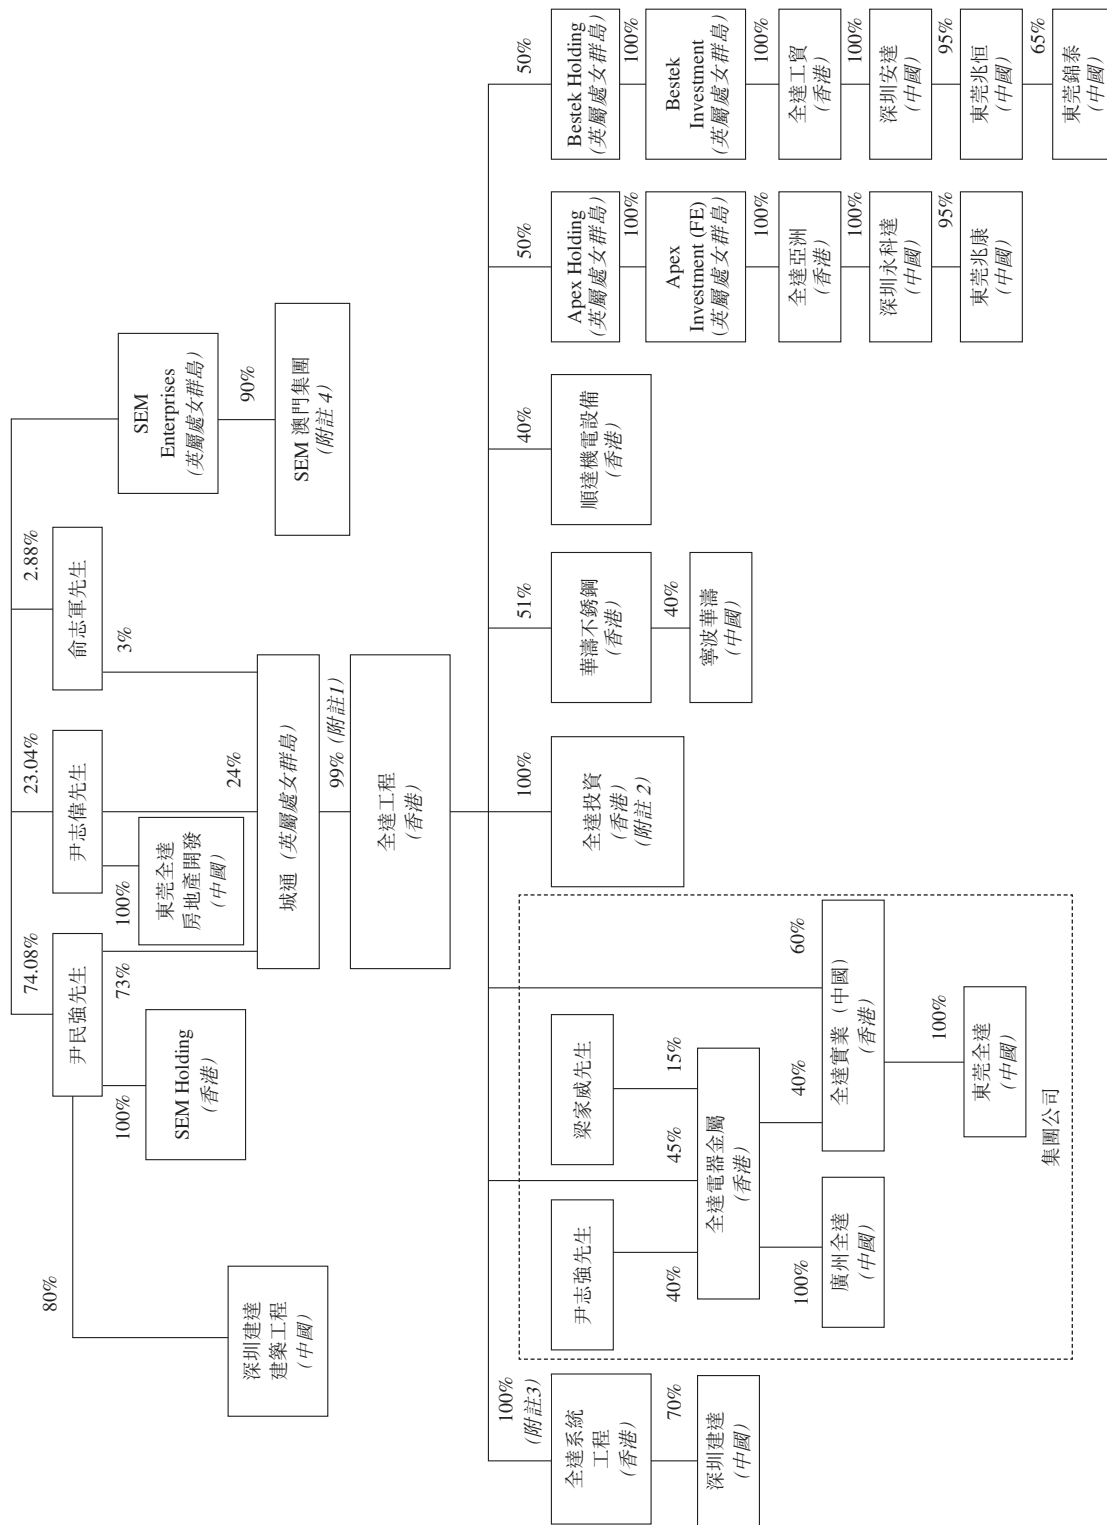 74.08%
23.04%
2.88%
尹民強先生
尹志偉先生
俞志軍先生
80%
100%
73%
100%
24%
3%
深圳建達
建築工程
(中國)
SEM Holding
(香港)
東莞全達
房地產開發
(中國)
SEM
Enterprises
(英屬處女群島)
90%
SEM 澳門集團
(附註 4)
城通 (英屬處女群島)
99% (附註1)
全達工程
(香港)
100%
(附註3)
全達系統
工程
(香港)
70%
深圳建達
(中國)
尹志強先生
梁家威先生
40%
45%
15%
全達電器金屬
(香港)
100%
40%
60%
廣州全達
(中國)
全達實業 (中國)
(香港)
100%
東莞全達
(中國)
集團公司
100%
全達投資
(香港)
(附註 2)
51%
華濤不銹鋼
(香港)
40%
寧波華濤
(中國)
40%
順達機電設備
(香港)
50%
Apex Holding
(英屬處女群島)
100%
Apex
Investment (FE)
(英屬處女群島)
100%
全達亞洲
(香港)
100%
深圳永科達
(中國)
95%
東莞兆康
(中國)
50%
Bestek Holding
(英屬處女群島)
100%
Bestek
Investment
(英屬處女群島)
100%
全達工貿
(香港)
100%
深圳安達
(中國)
95%
東莞兆恒
(中國)
65%
東莞錦泰
(中國)